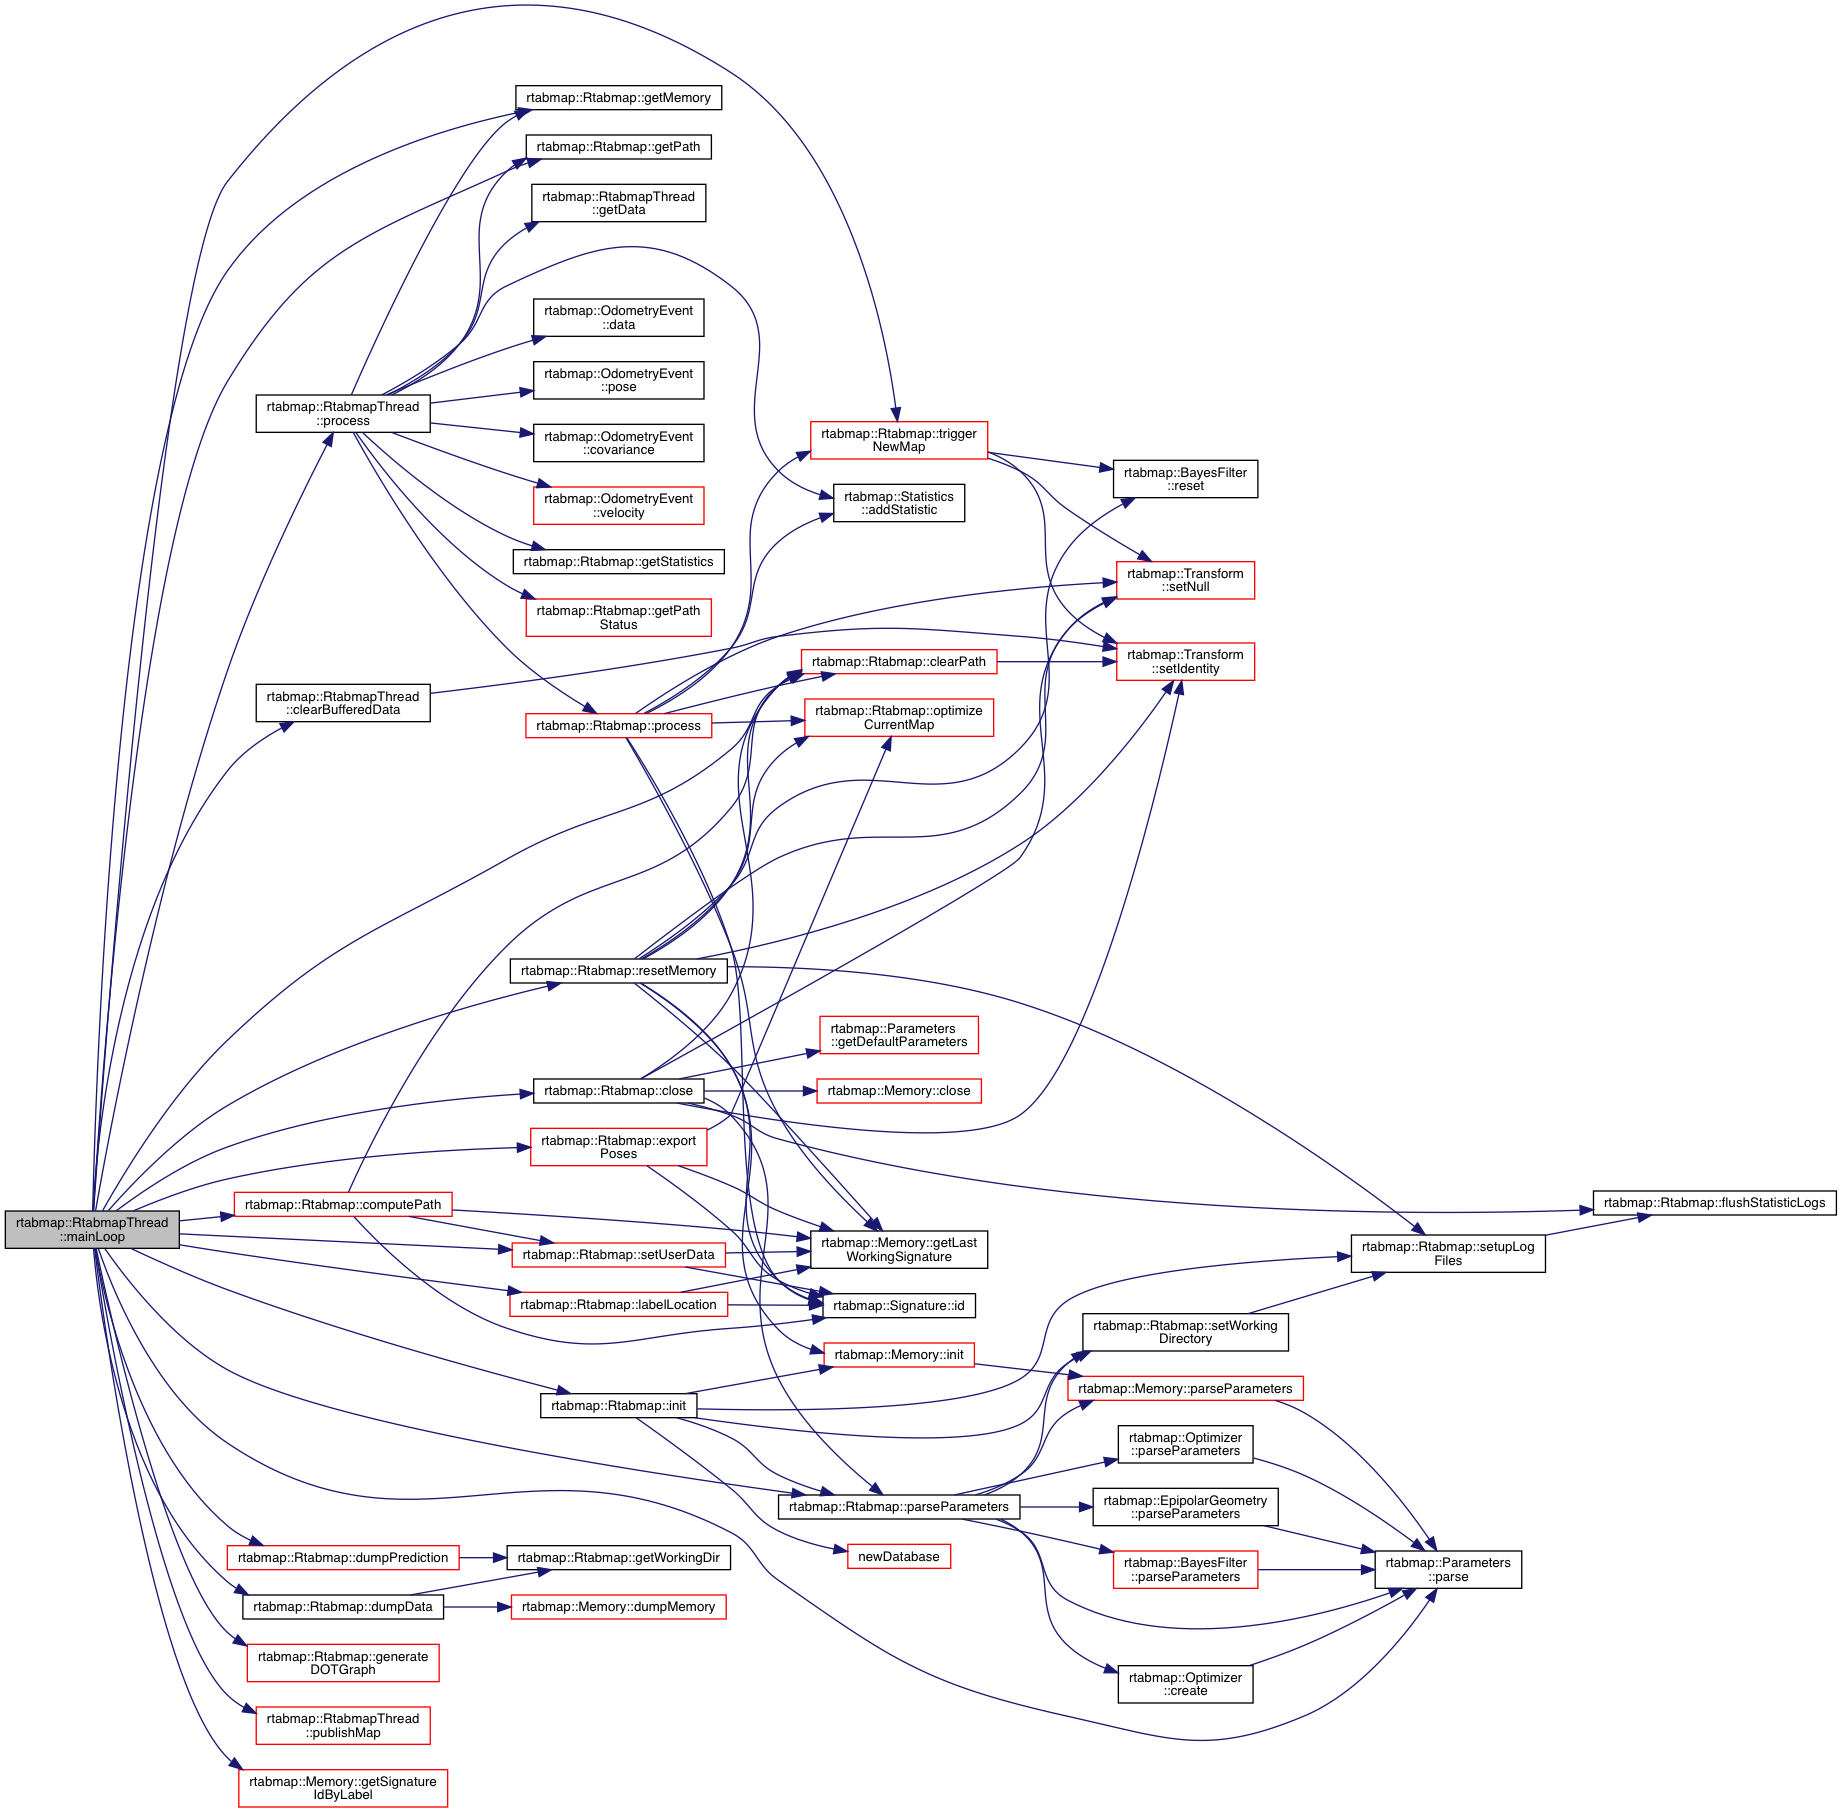 rtabmap::Rtabmap::getMemory
rtabmap::Rtabmap::getPath
rtabmap::RtabmapThread
::getData
rtabmap::OdometryEvent
::data
rtabmap::OdometryEvent
::pose
rtabmap::RtabmapThread
::process
rtabmap::OdometryEvent
::covariance
rtabmap::Rtabmap::trigger
NewMap
rtabmap::BayesFilter
::reset
rtabmap::OdometryEvent
::velocity
rtabmap::Statistics
::addStatistic
rtabmap::Rtabmap::getStatistics
rtabmap::Transform
::setNull
rtabmap::Rtabmap::getPath
Status
rtabmap::Transform
::setIdentity
rtabmap::Rtabmap::clearPath
rtabmap::RtabmapThread
::clearBufferedData
rtabmap::Rtabmap::process
rtabmap::Rtabmap::optimize
CurrentMap
rtabmap::Rtabmap::resetMemory
rtabmap::Parameters
::getDefaultParameters
rtabmap::Rtabmap::close
rtabmap::Memory::close
rtabmap::Rtabmap::export
Poses
rtabmap::Rtabmap::computePath
rtabmap::Rtabmap::flushStatisticLogs
rtabmap::RtabmapThread
::mainLoop
rtabmap::Rtabmap::setUserData
rtabmap::Memory::getLast
WorkingSignature
rtabmap::Rtabmap::setupLog
Files
rtabmap::Rtabmap::labelLocation
rtabmap::Signature::id
rtabmap::Rtabmap::setWorking
Directory
rtabmap::Memory::init
rtabmap::Memory::parseParameters
rtabmap::Rtabmap::init
rtabmap::Optimizer
::parseParameters
rtabmap::Rtabmap::parseParameters
rtabmap::EpipolarGeometry
::parseParameters
rtabmap::Rtabmap::dumpPrediction
rtabmap::Rtabmap::getWorkingDir
newDatabase
rtabmap::BayesFilter
::parseParameters
rtabmap::Parameters
::parse
rtabmap::Rtabmap::dumpData
rtabmap::Memory::dumpMemory
rtabmap::Rtabmap::generate
DOTGraph
rtabmap::Optimizer
::create
rtabmap::RtabmapThread
::publishMap
rtabmap::Memory::getSignature
IdByLabel